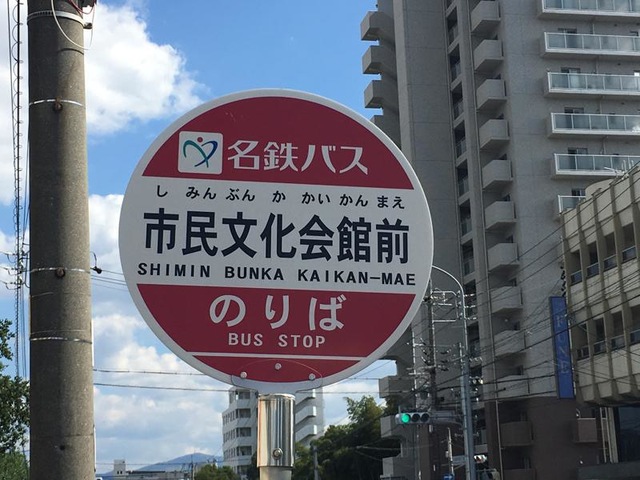 名鉄バス
しみんぶんかかいかんまえ
市民文化会館前
SHIMIN BUNKA KAIKAN-MAE
のりば
BUS STOP